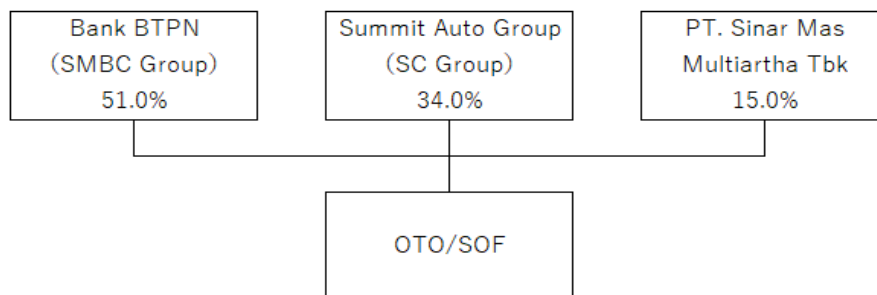 Bank BTPN
(SMBC Group)
51.0%
Summit Auto Group
(SC Group)
34.0%
PT. Sinar Mas
Multiartha Tbk
15.0%
OTO/SOF